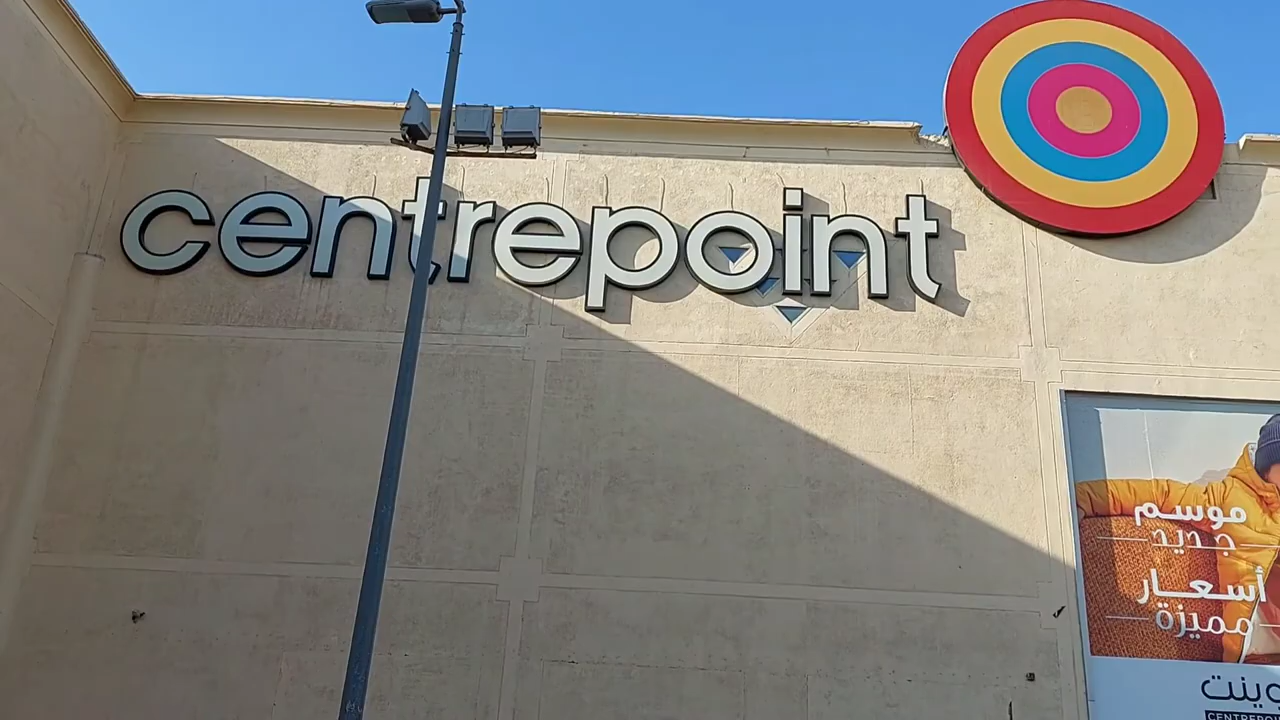 centrepoint
موسم
جديد
أسعار
مميزة